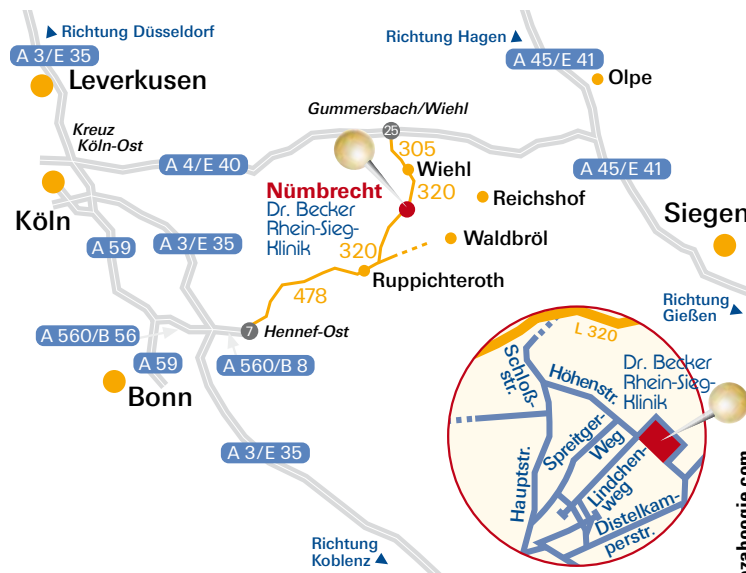 Richtung Düsseldorf
A 3/E 35
Leverkusen
Richtung Hagen
A 45/E 41
Olpe
Gummersbach/Wiehl
25
Kreuz
Köln-Ost
A 4/E 40
305
Wiehl
320
A 45/E 41
Nümbrecht
Dr. Becker
Rhein-Sieg-
Klinik
Reichshof
Köln
Siegen
A 59
A 3/E 35
320
Waldbröl
Ruppichteroth
478
Richtung
Gießen
7
Hennef-Ost
A 560/B 56
A 59
A 560/B 8
Bonn
A 3/E 35
Richtung
Koblenz
L 320
Schloß-
str.
Höhenstr.
Dr. Becker
Rhein-Sieg-
Klinik
Spreitger-
Weg
Hauptstr.
Lindchen-
weg
Distelkam-
perstr.